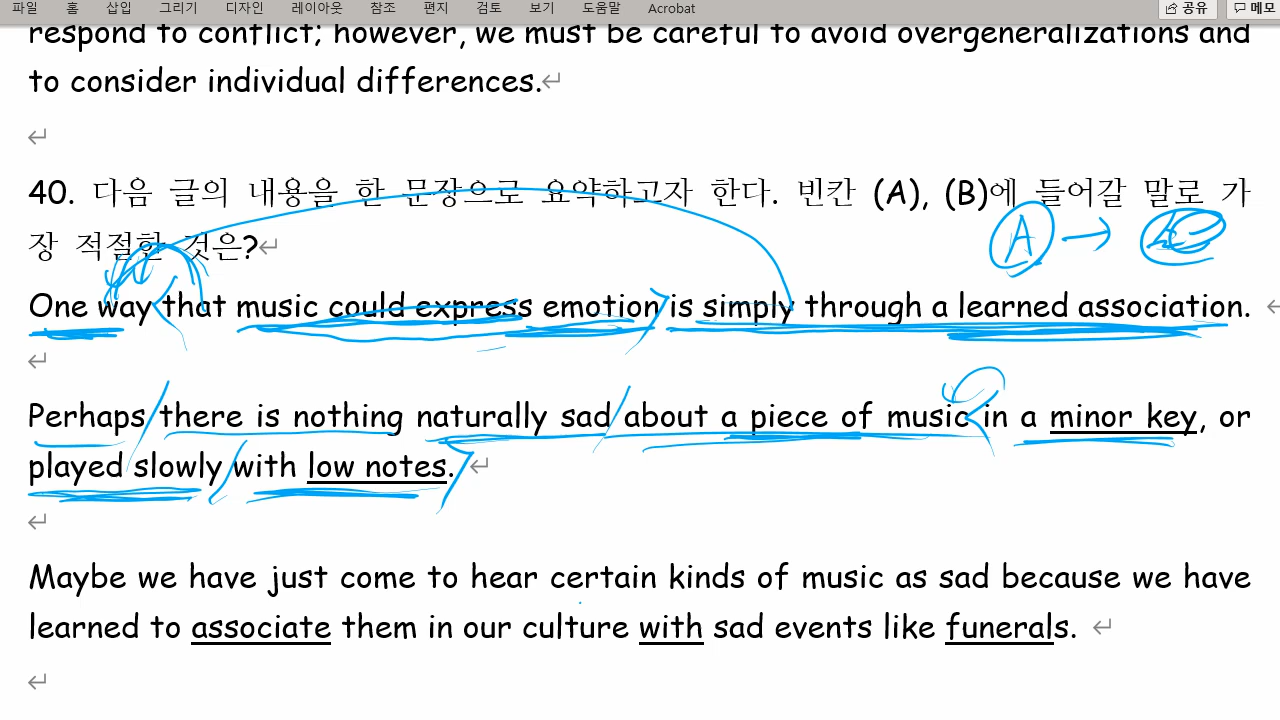 파일 홈 삽입 그리기 디자인 레이아웃 참조 편지 검토 보기 도움말 Acrobat 공유 메모
respond to conflict; however, we must be careful to avoid overgeneralizations and
to consider individual differences.
40. 다음 글의 내용을 한 문장으로 요약하고자 한다. 빈칸 (A), (B)에 들어갈 말로 가
장 적절한 것은?
A →
One way that music could express emotion is simply through a learned association.
Perhaps there is nothing naturally sad about a piece of music in a minor key, or
played slowly with low notes.
Maybe we have just come to hear certain kinds of music as sad because we have
learned to associate them in our culture with sad events like funerals.